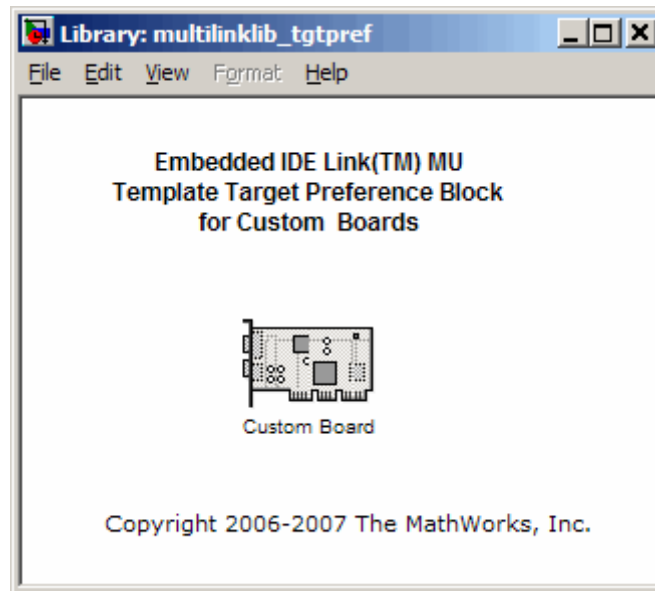 Library: multilinklib_tgtpref
File Edit View Format Help
Embedded IDE Link(TM) MU
Template Target Preference Block
for Custom Boards
Custom Board
Copyright 2006-2007 The MathWorks, Inc.